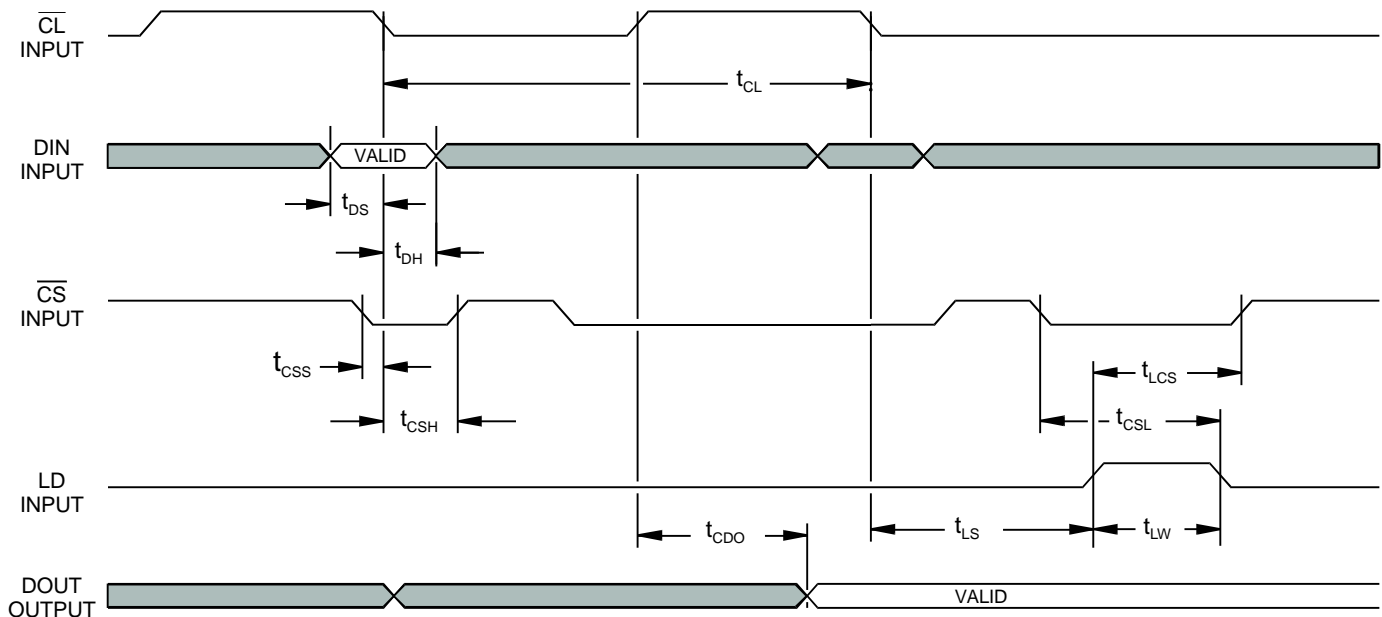 CL
INPUT
t_CL
DIN
INPUT
VALID
t_DS
t_DH
CS
INPUT
t_CSS
t_LCS
t_CSH
t_CSL
LD
INPUT
t_CDO
t_LS
t_LW
DOUT
OUTPUT
VALID